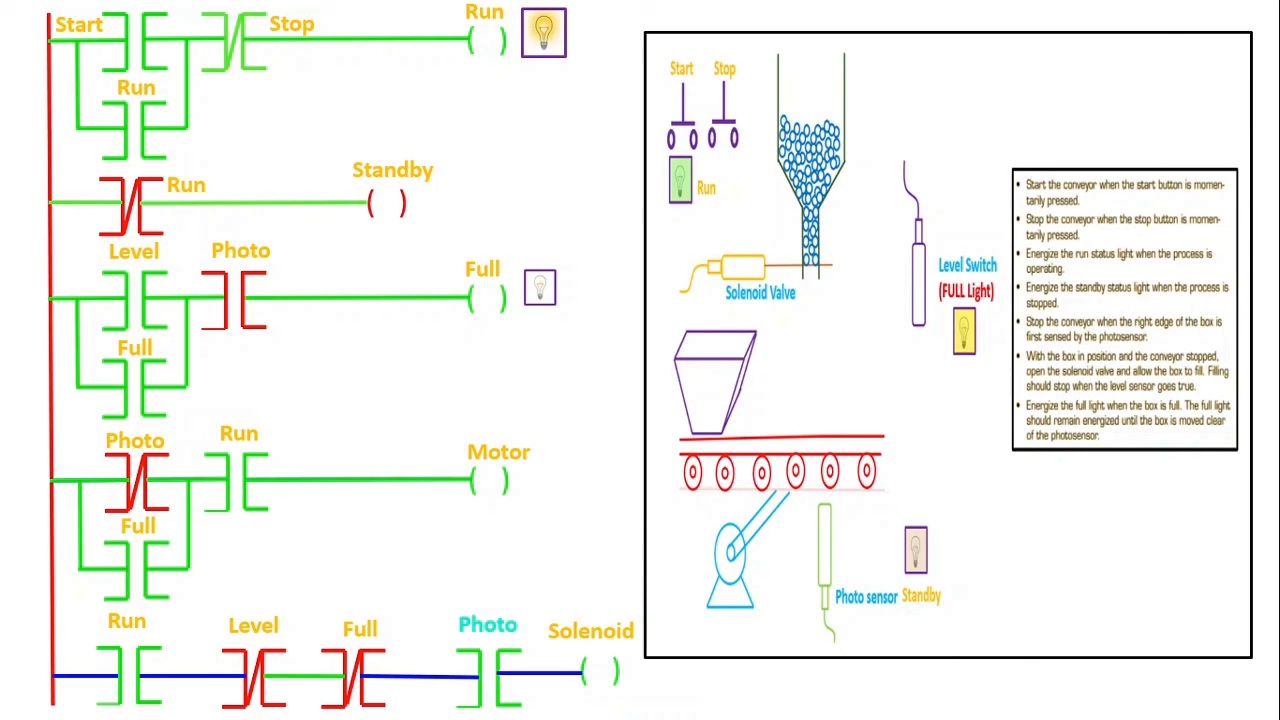 Start
Stop
Run
Run
Run
Standby
Level
Photo
Full
Full
Photo
Run
Motor
Full
Run
Level
Full
Photo
Solenoid
Start
Stop
Run
Solenoid Valve
Level Switch
(FULL Light)
Photo sensor
Standby
• Start the conveyor when the start button is momen-
tarily pressed.
• Stop the conveyor when the stop button is momen-
tarily pressed.
• Energize the run status light when the process is
operating.
• Energize the standby status light when the process is
stopped.
• Stop the conveyor when the right edge of the box is
first sensed by the photosensor.
• With the box in position and the conveyor stopped,
open the solenoid valve and allow the box to fill. Filling
should stop when the level sensor goes true.
• Energize the full light when the box is full. The full light
should remain energized until the box is moved clear
of the photosensor.